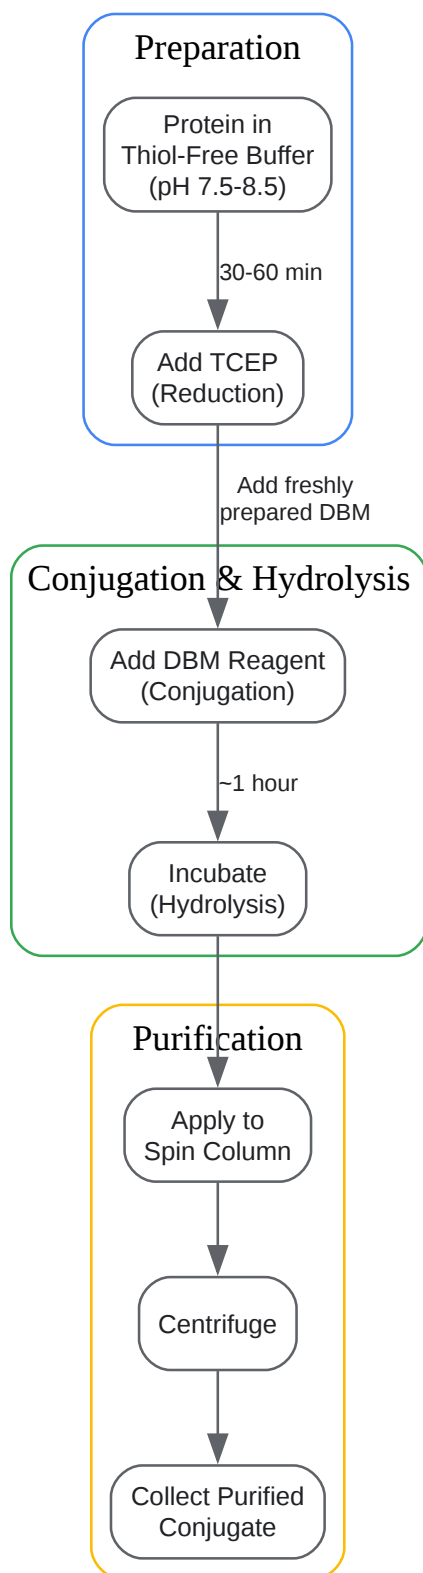 Preparation
Protein in
Thiol-Free Buffer
(pH 7.5-8.5)
30-60 min
Add TCEP
(Reduction)
Add freshly
prepared DBM
Conjugation & Hydrolysis
Add DBM Reagent
(Conjugation)
~1 hour
Incubate
(Hydrolysis)
Purification
Apply to
Spin Column
Centrifuge
Collect Purified
Conjugate